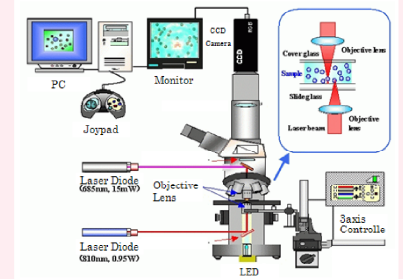 CCD
Camera
CCD
Cover glass
Objective lens
Sample
Slide glass
Laser beam
Objective
lens
PC
Monitor
Joypad
Laser Diode
(685nm, 15mW)
Objective
Lens
3axis
Controlle
Laser Diode
(810nm, 0.95W)
LED